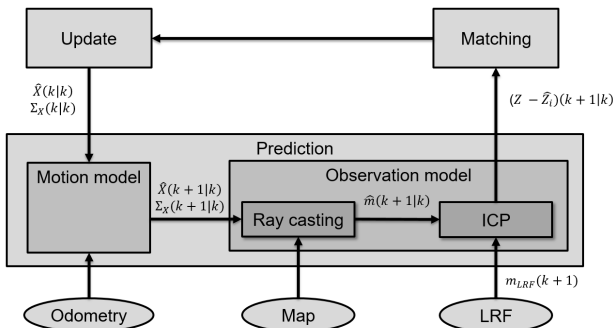 Update
Matching
X̂(k|k)
Σ_X(k|k)
(Z − Ẑ_i)(k + 1|k)
Prediction
Motion model
Observation model
X̂(k + 1|k)
Σ_X(k + 1|k)
Ray casting
m̂(k + 1|k)
ICP
m_LRF(k + 1)
Odometry
Map
LRF